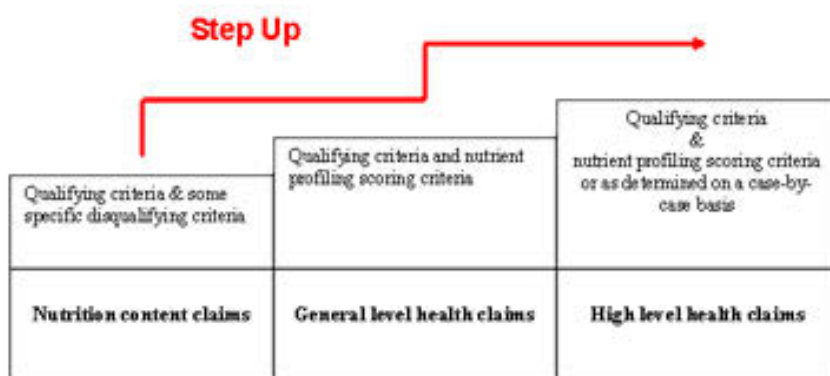 Step Up
Qualifying criteria & some
specific disqualifying criteria
Qualifying criteria and nutrient
profiling scoring criteria
Qualifying criteria
&
nutrient profiling scoring criteria
or as determined on a case-by-
case basis
Nutrition content claims
General level health claims
High level health claims